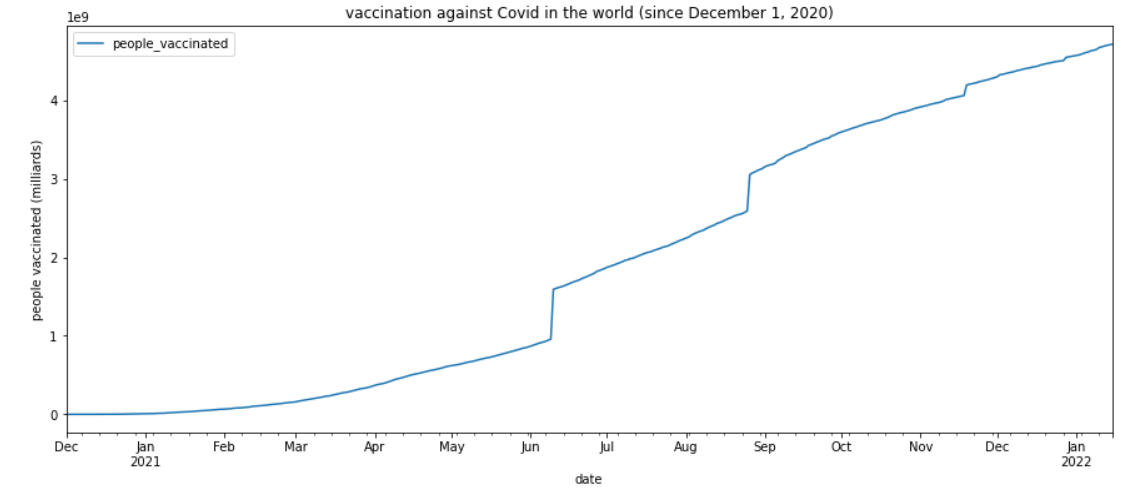 vaccination against Covid in the world (since December 1, 2020)
1e9
people_vaccinated
people vaccinated (milliards)
4
3
2
1
0
Dec Jan Feb Mar Apr May Jun Jul Aug Sep Oct Nov Dec Jan
2021 2022
date